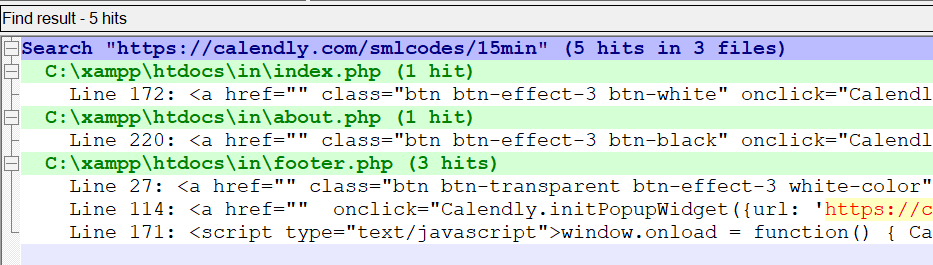 Find result - 5 hits
Search "https://calendly.com/smlcodes/15min" (5 hits in 3 files)
C:\xampp\htdocs\in\index.php (1 hit)
Line 172: <a href="" class="btn btn-effect-3 btn-white" onclick="Calendl
C:\xampp\htdocs\in\about.php (1 hit)
Line 220: <a href="" class="btn btn-effect-3 btn-black" onclick="Calendl
C:\xampp\htdocs\in\footer.php (3 hits)
Line 27: <a href="" class="btn btn-transparent btn-effect-3 white-color"
Line 114: <a href=""  onclick="Calendly.initPopupWidget({url: 'https://c
Line 171: <script type="text/javascript">window.onload = function() { Ca